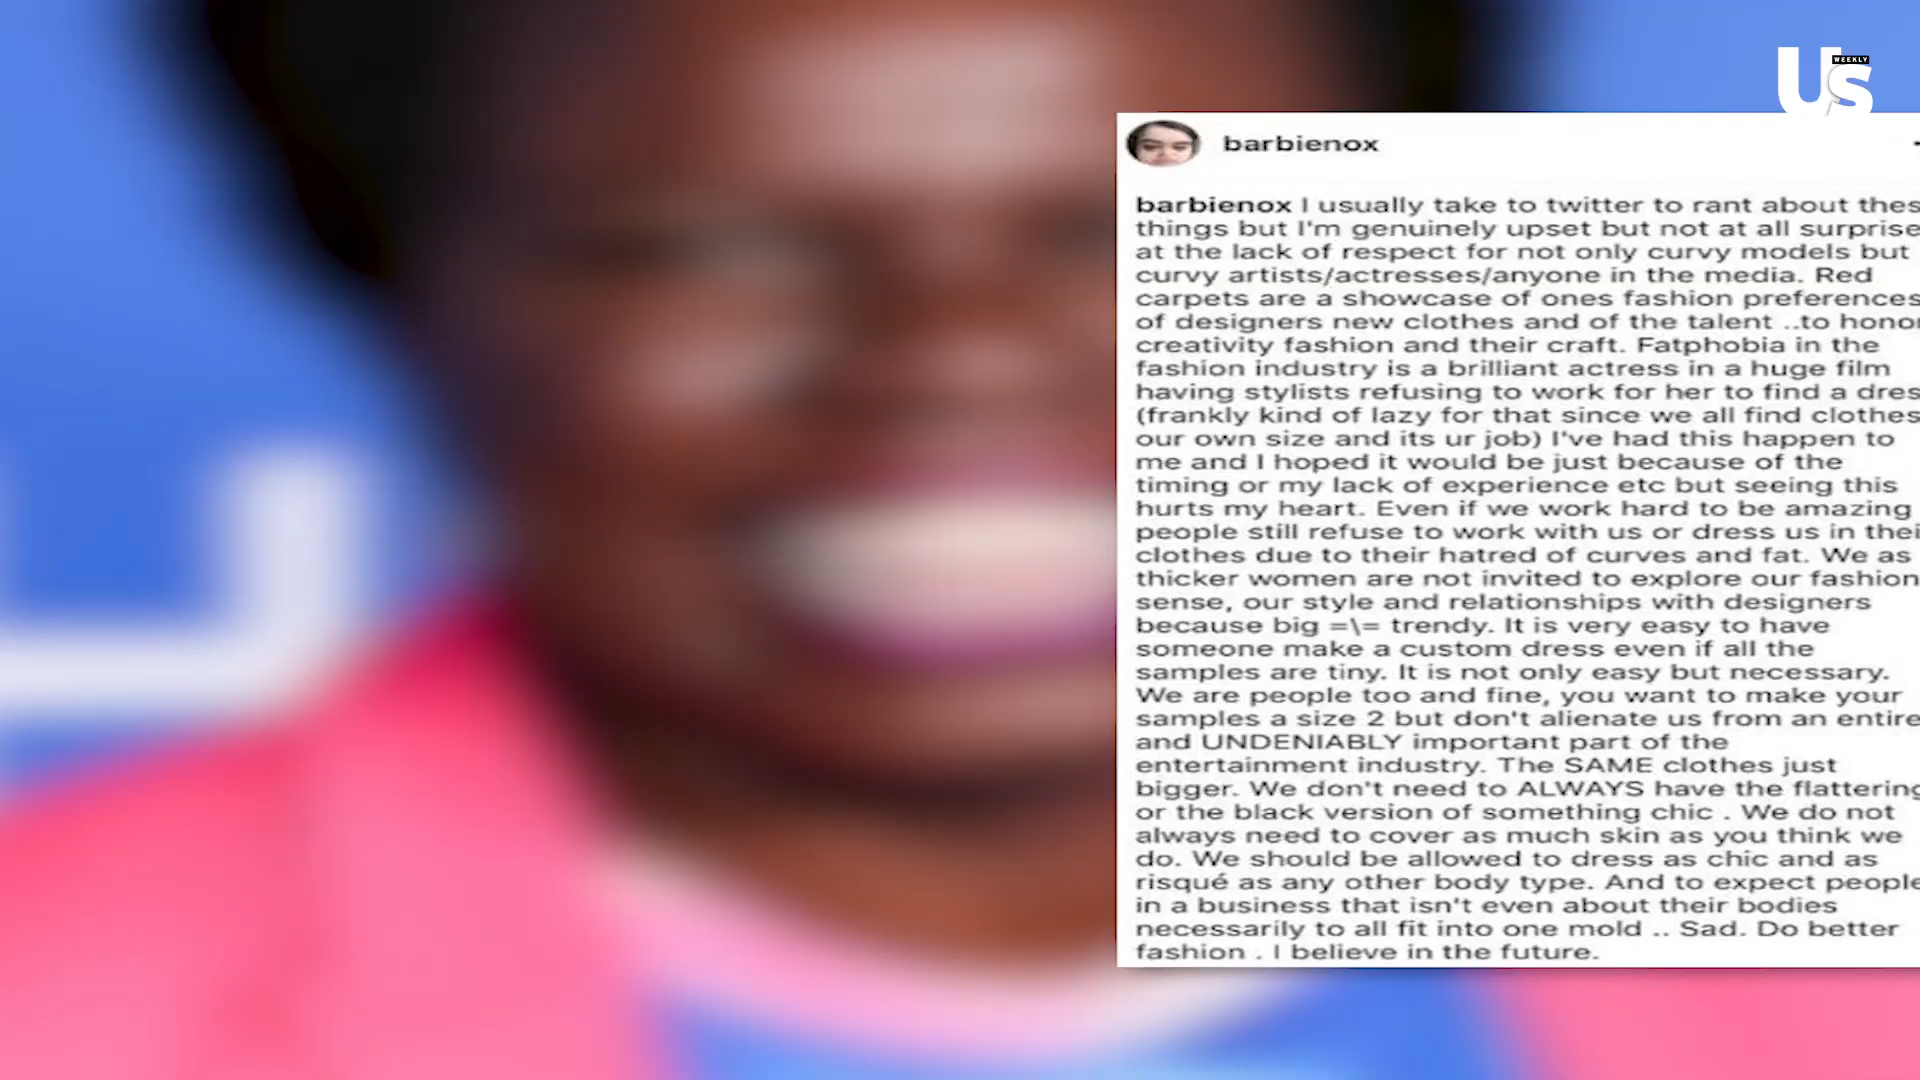 Us
WEEKLY
barbienox
barbienox I usually take to twitter to rant about
things but I'm genuinely upset but not at all
at the lack of respect for not only curvy models but
curvy artists/actresses/anyone in the media. Red
carpets are a showcase of ones fashion preferences
of designers new clothes and of the talent ..to
creativity fashion and their craft. Fatphobia in the
fashion industry is a brilliant actress in a huge film
having stylists refusing to work for her to find a
(frankly kind of lazy for that since we all find clothes
our own size and its ur job) I've had this happen to
me and I hoped it would be just because of the
timing or my lack of experience etc but seeing this
hurts my heart. Even if we work hard to be amazing
people still refuse to work with us or dress us in
clothes due to their hatred of curves and fat. We as
thicker women are not invited to explore our fashion
sense, our style and relationships with designers
because big =\= trendy. It is very easy to have
someone make a custom dress even if all the
samples are tiny. It is not only easy but necessary.
We are people too and fine, you want to make your
samples a size 2 but don't alienate us from an entire
and UNDENIABLY important part of the
entertainment industry. The SAME clothes just
bigger. We don't need to ALWAYS have the flattering
or the black version of something chic . We do not
always need to cover as much skin as you think we
do. We should be allowed to dress as chic and as
risqué as any other body type. And to expect people
in a business that isn't even about their bodies
necessarily to all fit into one mold .. Sad. Do better
fashion . I believe in the future.